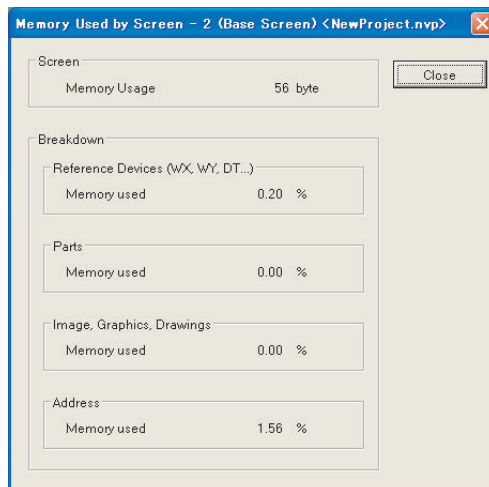 Memory Used by Screen - 2 (Base Screen) <NewProject.nvp>
Screen
Memory Usage 56 byte
Close
Breakdown
Reference Devices (WX, WY, DT...)
Memory used 0.20 %
Parts
Memory used 0.00 %
Image, Graphics, Drawings
Memory used 0.00 %
Address
Memory used 1.56 %